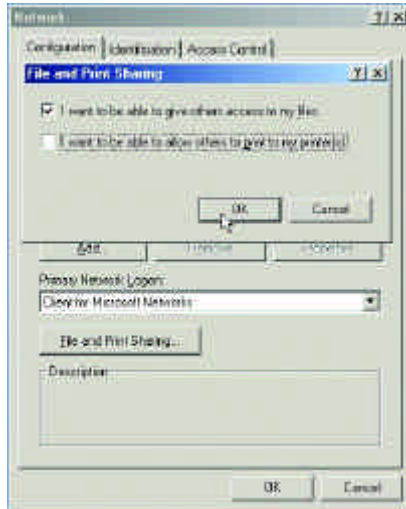 Network
Configuration Identification Access Control
File and Print Sharing
I want to be able to give others access to my files.
I want to be able to allow others to print to my printer(s).
OK Cancel
Add... Remove Properties
Primary Network Logon:
Client for Microsoft Networks
File and Print Sharing...
Description
OK Cancel